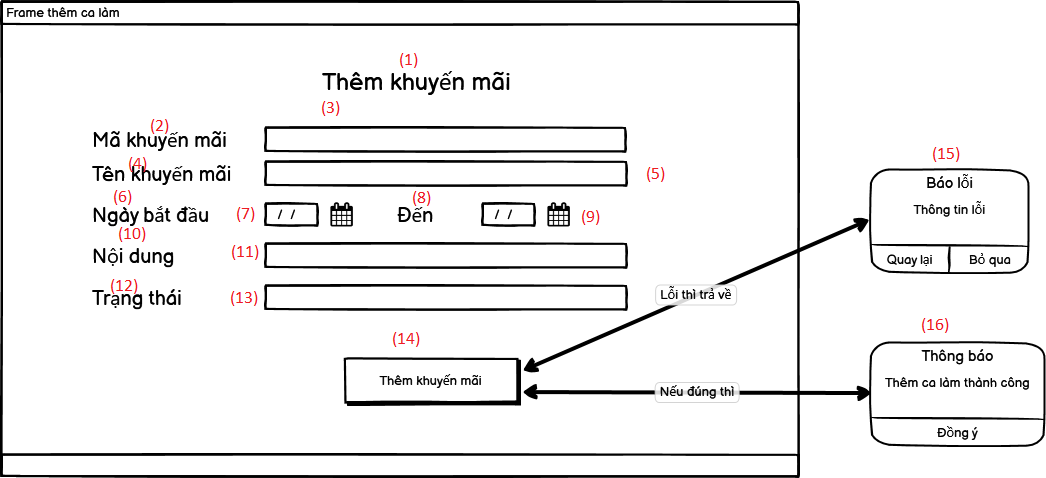 Frame thêm ca làm
(1)
Thêm khuyến mãi
(3)
(2)
Mã khuyến mãi
(4)
Tên khuyến mãi
(5)
(6)
Ngày bắt đầu
(7)
/ /
(8)
Đến
/ /
(9)
(10)
Nội dung
(11)
(12)
Trạng thái
(13)
(14)
Thêm khuyến mãi
Lỗi thì trả về
Nếu đúng thì
(15)
Báo lỗi
Thông tin lỗi
Quay lại
Bỏ qua
(16)
Thông báo
Thêm ca làm thành công
Đồng ý